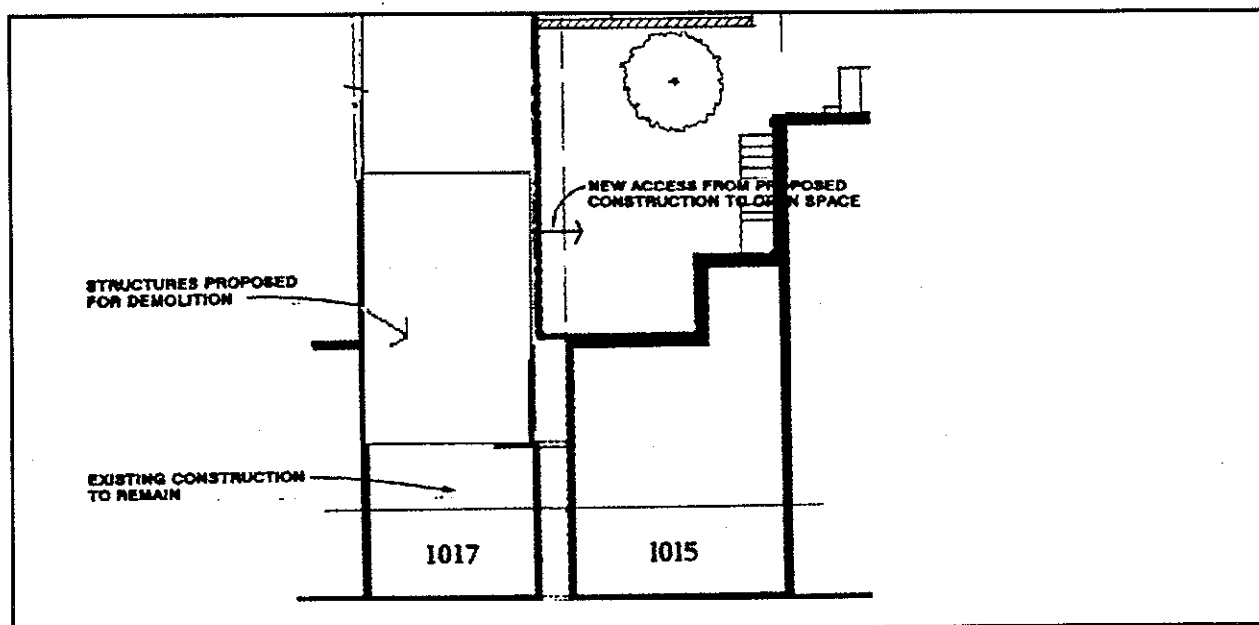 NEW ACCESS FROM PROPOSED
CONSTRUCTION TO OPEN SPACE
STRUCTURES PROPOSED
FOR DEMOLITION
EXISTING CONSTRUCTION
TO REMAIN
1017
1015